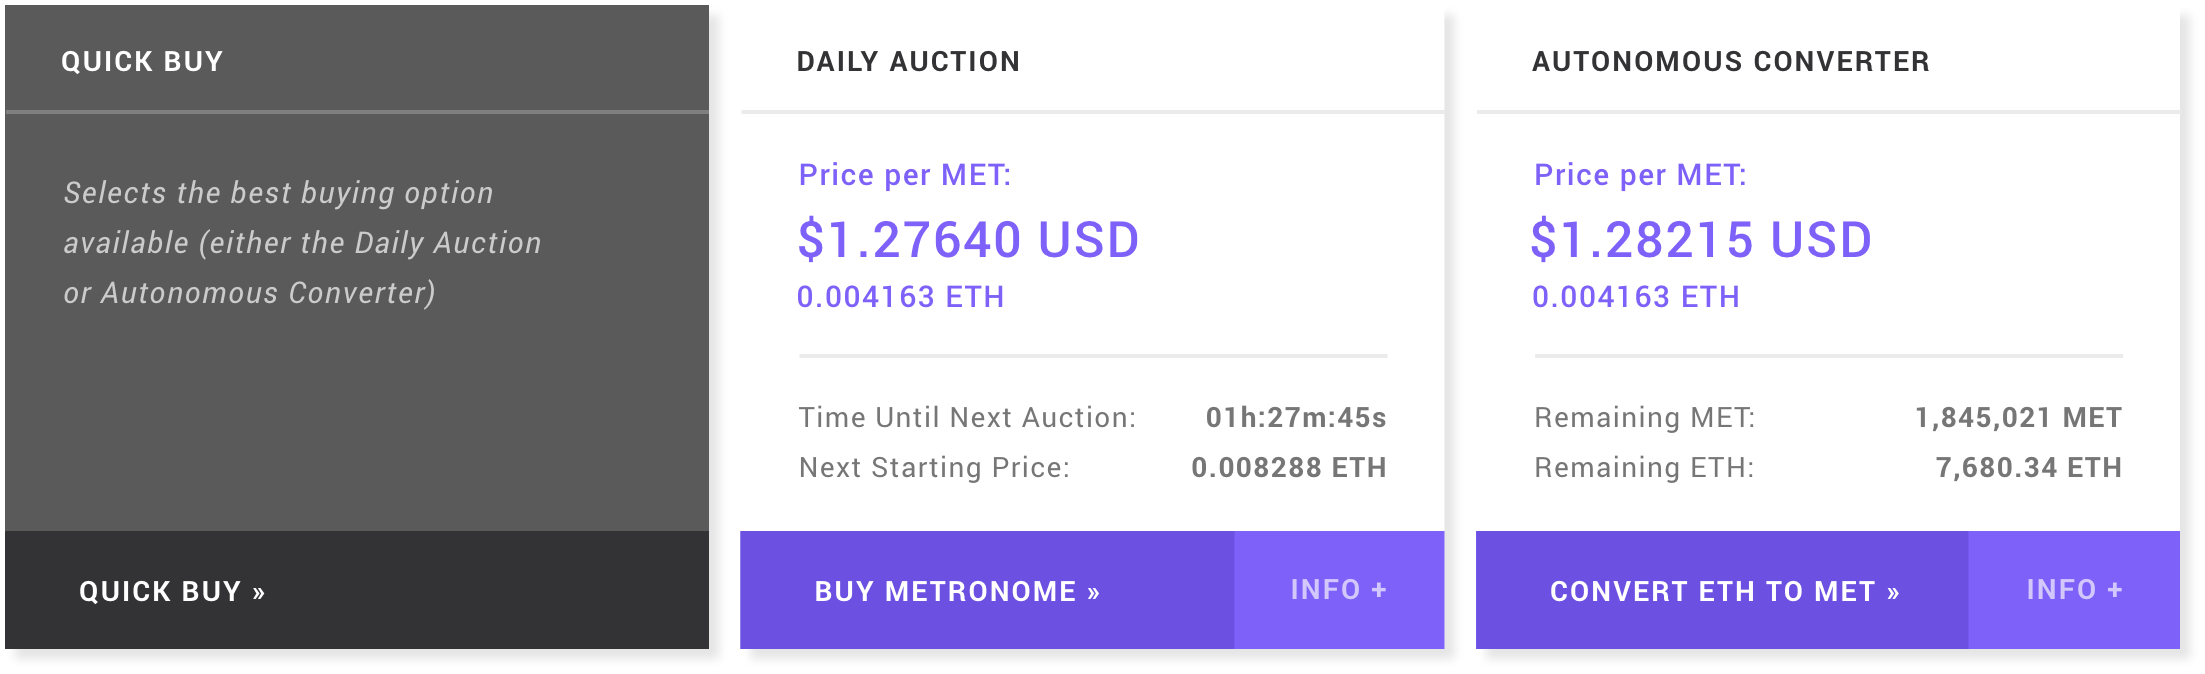 QUICK BUY
Selects the best buying option
available (either the Daily Auction
or Autonomous Converter)
QUICK BUY »
DAILY AUCTION
Price per MET:
$1.27640 USD
0.004163 ETH
Time Until Next Auction: 01h:27m:45s
Next Starting Price: 0.008288 ETH
BUY METRONOME » INFO +
AUTONOMOUS CONVERTER
Price per MET:
$1.28215 USD
0.004163 ETH
Remaining MET: 1,845,021 MET
Remaining ETH: 7,680.34 ETH
CONVERT ETH TO MET » INFO +